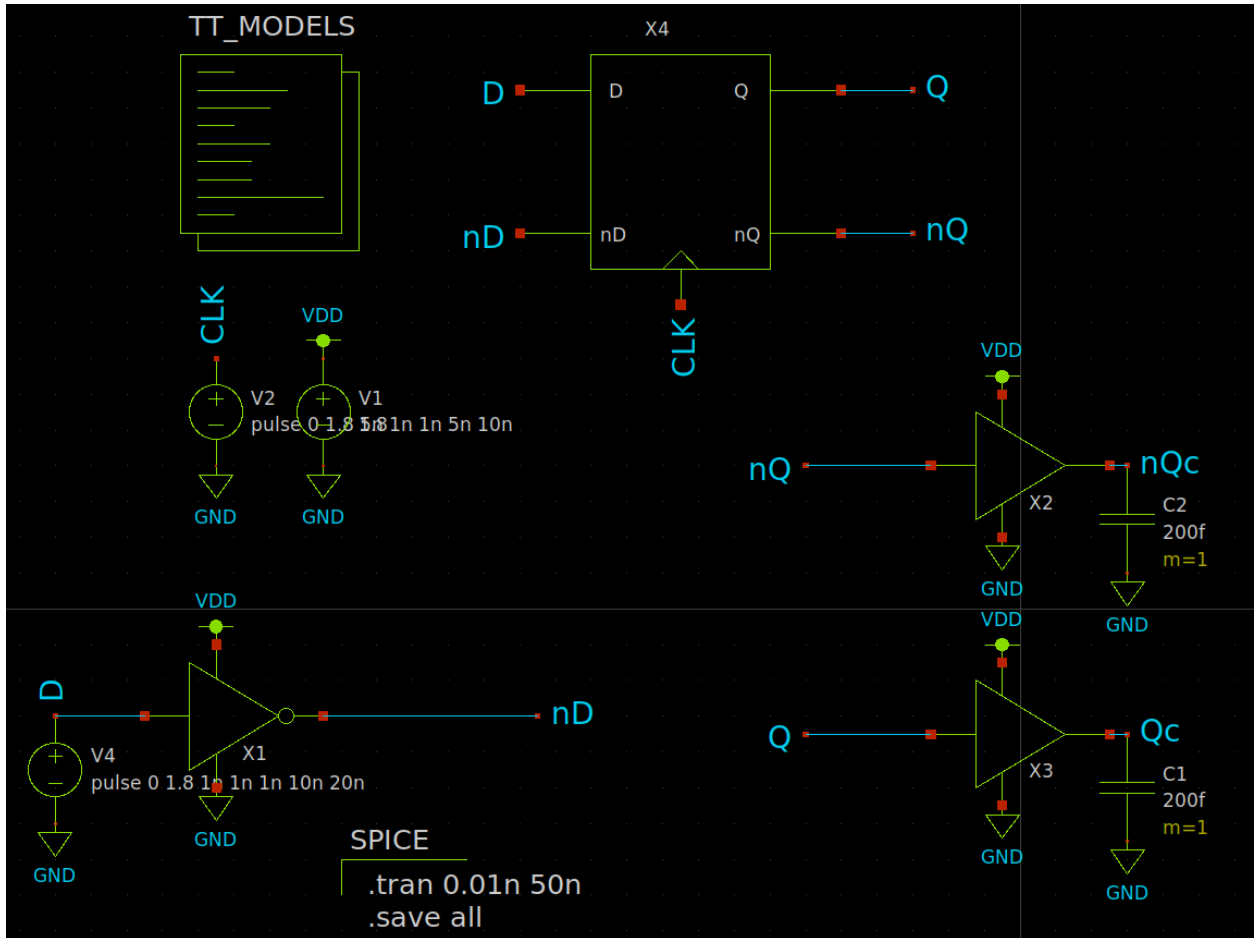 TT_MODELS
X4
D
D
Q
Q
nD
nD
nQ
nQ
CLK
CLK
VDD
V2
pulse 0 1.8 5n 1n 1n 5n 10n
V1
1.8
GND
GND
VDD
nQ
X2
nQc
C2
200f
m=1
GND
GND
VDD
D
V4
pulse 0 1.8 1n 1n 1n 10n 20n
X1
nD
GND
GND
VDD
Q
X3
Qc
C1
200f
m=1
GND
GND
SPICE
.tran 0.01n 50n
.save all